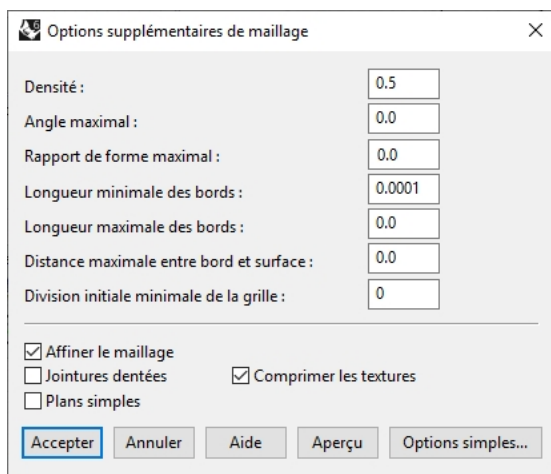 Options supplémentaires de maillage
Densité : 0.5
Angle maximal : 0.0
Rapport de forme maximal : 0.0
Longueur minimale des bords : 0.0001
Longueur maximale des bords : 0.0
Distance maximale entre bord et surface : 0.0
Division initiale minimale de la grille : 0
Affiner le maillage
Jointures dentées Comprimer les textures
Plans simples
Accepter Annuler Aide Aperçu Options simples...